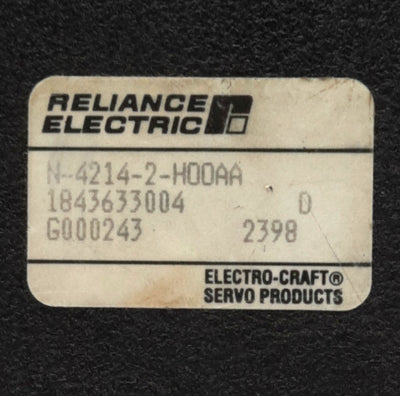 RELIANCE
ELECTRIC
N-4214-2-H00AA
1843633004 D
G000243 2398
ELECTRO-CRAFT®
SERVO PRODUCTS